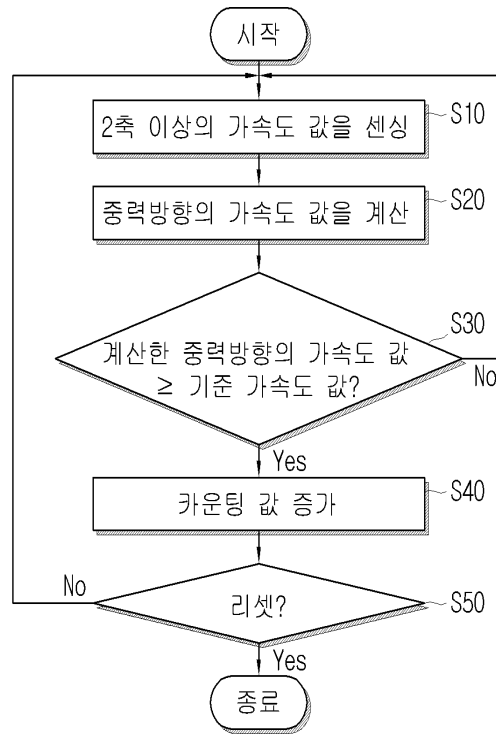 시작
2축 이상의 가속도 값을 센싱
S10
중력방향의 가속도 값을 계산
S20
S30
계산한 중력방향의 가속도 값
≥ 기준 가속도 값?
No
Yes
카운팅 값 증가
S40
No
리셋?
S50
Yes
종료